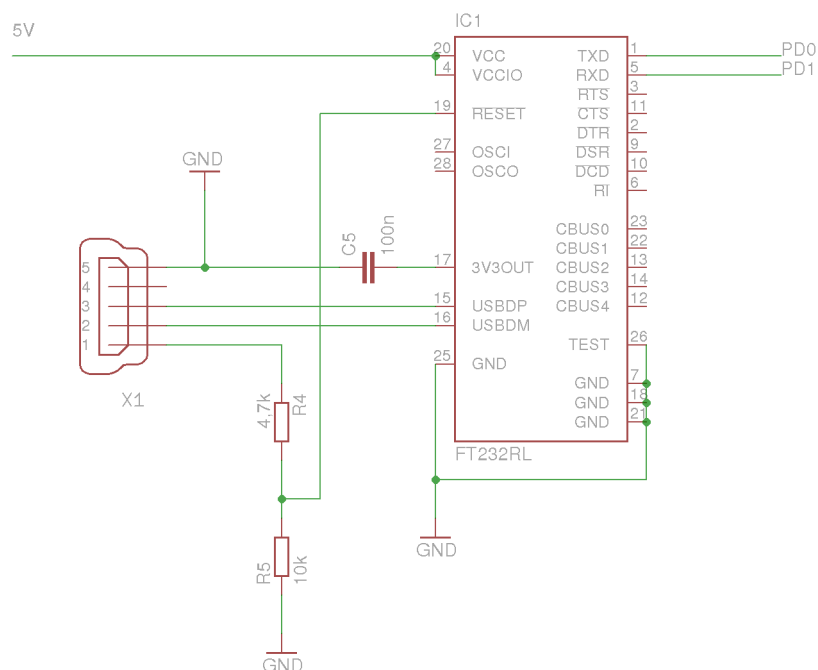 5V
IC1
20 VCC TXD 1 PD0
4 VCCIO RXD 5 PD1
RTS 3
19 RESET CTS 11
DTR 2
27 OSCI DSR 9
28 OSCO DCD 10
RI 6
GND
CBUS0 23
CBUS1 22
C5 100n
5 17 3V3OUT CBUS2 13
4 CBUS3 14
3 15 USBDP CBUS4 12
2 16 USBDM
1 TEST 26
25 GND
GND 7
X1 4,7k R4 GND 18
GND 21
FT232RL
GND
R5 10k
GND